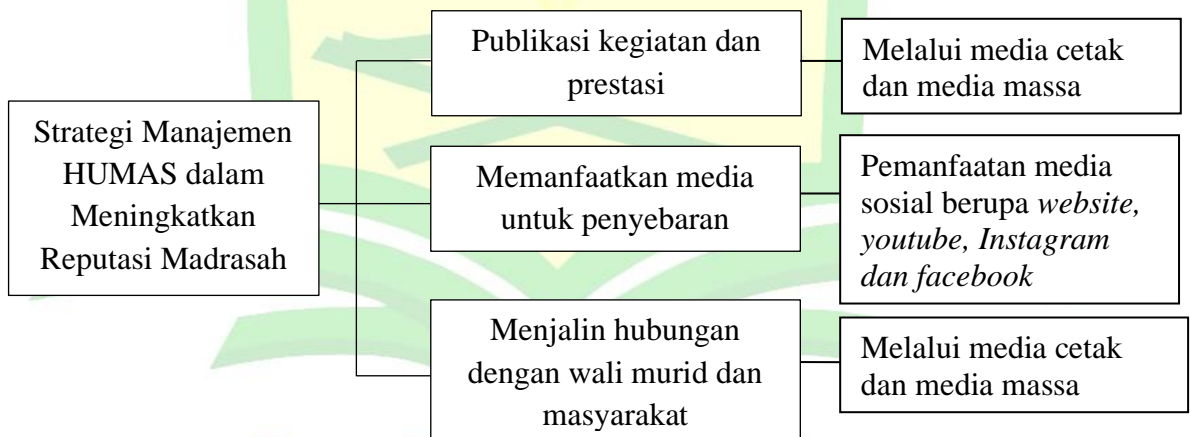 Strategi Manajemen
HUMAS dalam
Meningkatkan
Reputasi Madrasah
Publikasi kegiatan dan
prestasi
Melalui media cetak
dan media massa
Memanfaatkan media
untuk penyebaran
Pemanfaatan media
sosial berupa website,
youtube, Instagram
dan facebook
Menjalin hubungan
dengan wali murid dan
masyarakat
Melalui media cetak
dan media massa